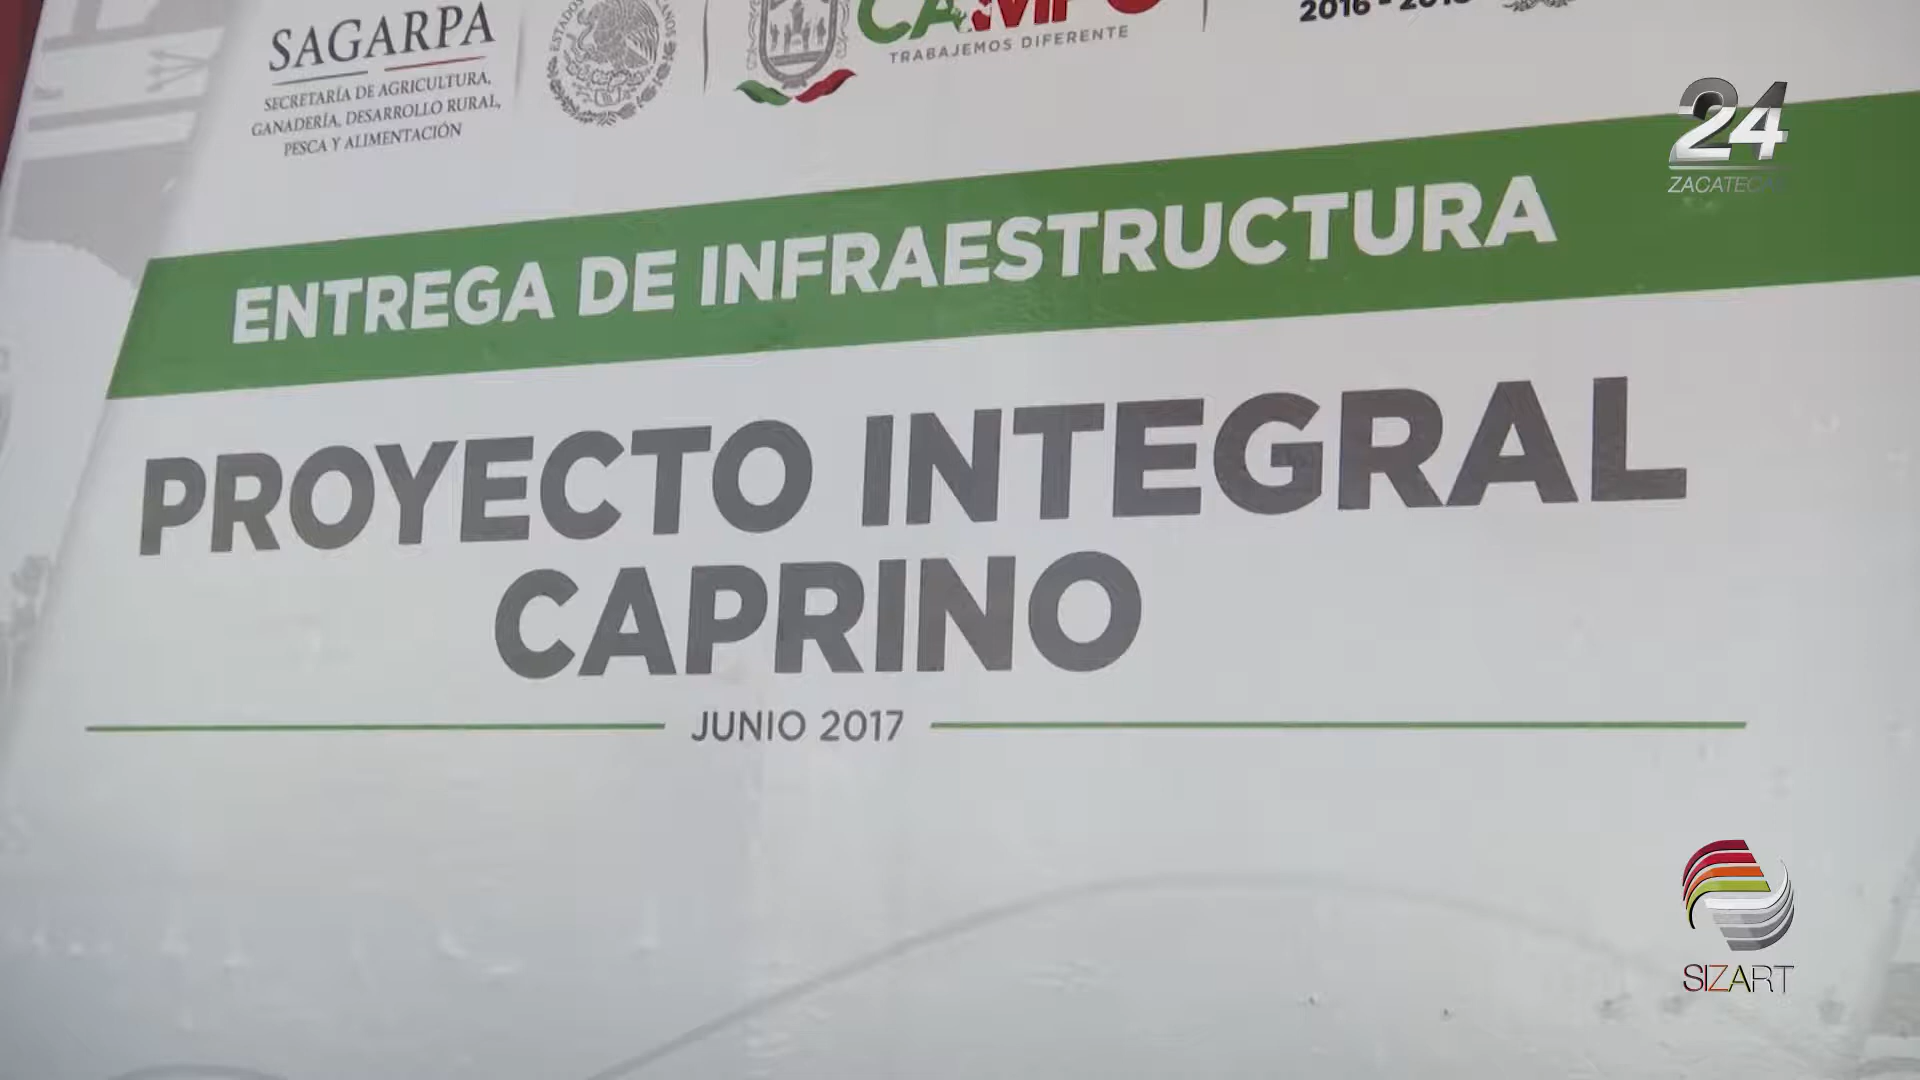 SAGARPA
SECRETARÍA DE AGRICULTURA,
GANADERÍA, DESARROLLO RURAL,
PESCA Y ALIMENTACIÓN
TRABAJEMOS DIFERENTE
24
ZACATECAS
ENTREGA DE INFRAESTRUCTURA
PROYECTO INTEGRAL
CAPRINO
JUNIO 2017
SIZART